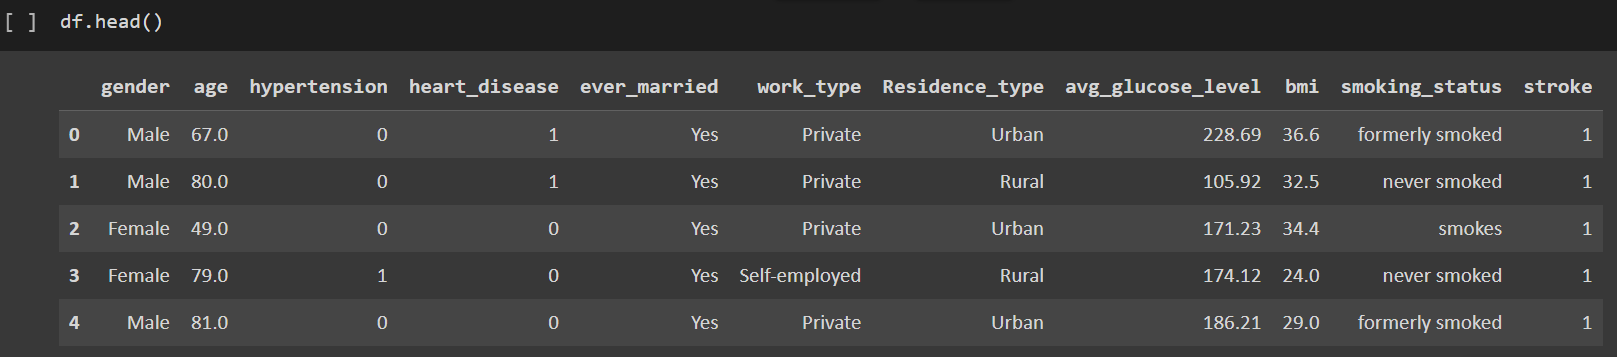 [ ] df.head()
gender age hypertension heart_disease ever_married work_type Residence_type avg_glucose_level bmi smoking_status stroke
0 Male 67.0 0 1 Yes Private Urban 228.69 36.6 formerly smoked 1
1 Male 80.0 0 1 Yes Private Rural 105.92 32.5 never smoked 1
2 Female 49.0 0 0 Yes Private Urban 171.23 34.4 smokes 1
3 Female 79.0 1 0 Yes Self-employed Rural 174.12 24.0 never smoked 1
4 Male 81.0 0 0 Yes Private Urban 186.21 29.0 formerly smoked 1